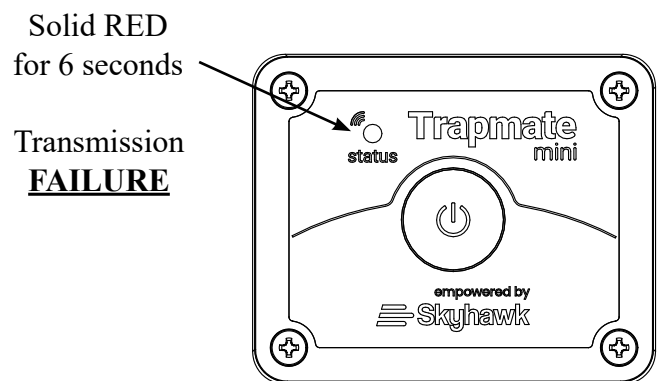 Solid RED
for 6 seconds
Transmission
FAILURE
Trapmate
mini
status
empowered by
Skyhawk